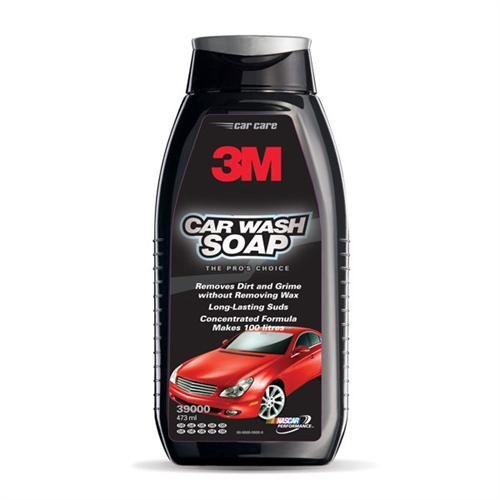 car care
3M
CAR WASH
SOAP
THE PRO'S CHOICE
Removes Dirt and Grime
without Removing Wax
Long-Lasting Suds
Concentrated Formula
Makes 100 litres
39000
473 ml
NASCAR
PERFORMANCE